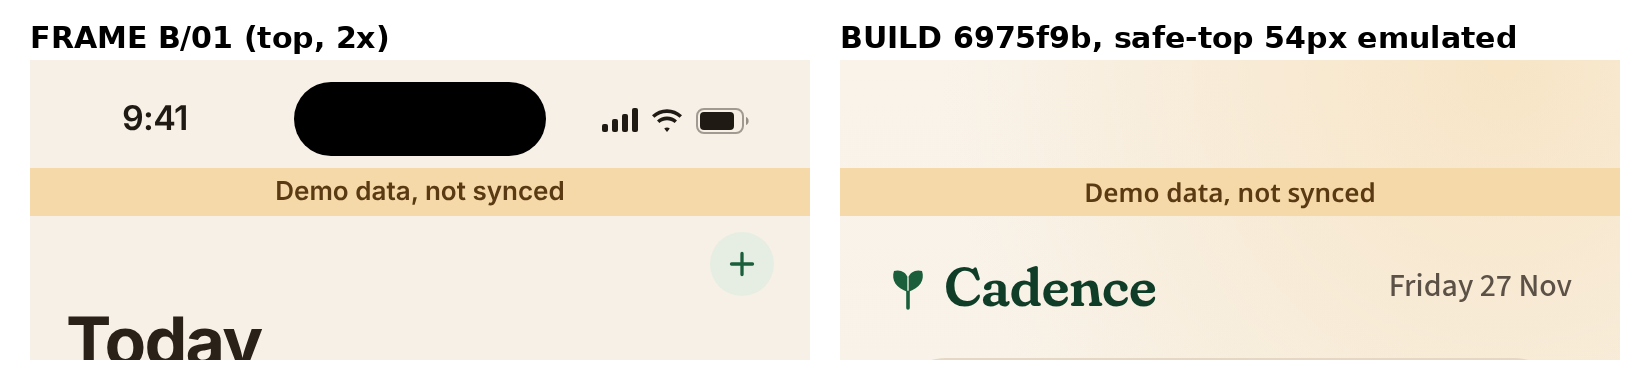 FRAME B/01 (top, 2x)
9:41
Demo data, not synced
Today
BUILD 6975f9b, safe-top 54px emulated
Demo data, not synced
Cadence
Friday 27 Nov